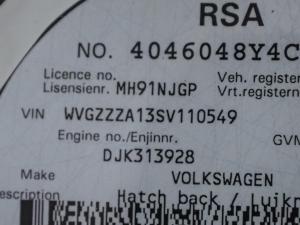 RSA
NO. 4046048Y4C
Licence no. Veh. register
Lisensienr. MH91NJGP Vrt.registern
VIN WVGZZZA13SV110549
Engine no./Enjinnr. GVM
DJK313928
Make VOLKSWAGEN
escription Hatch back / Luikr